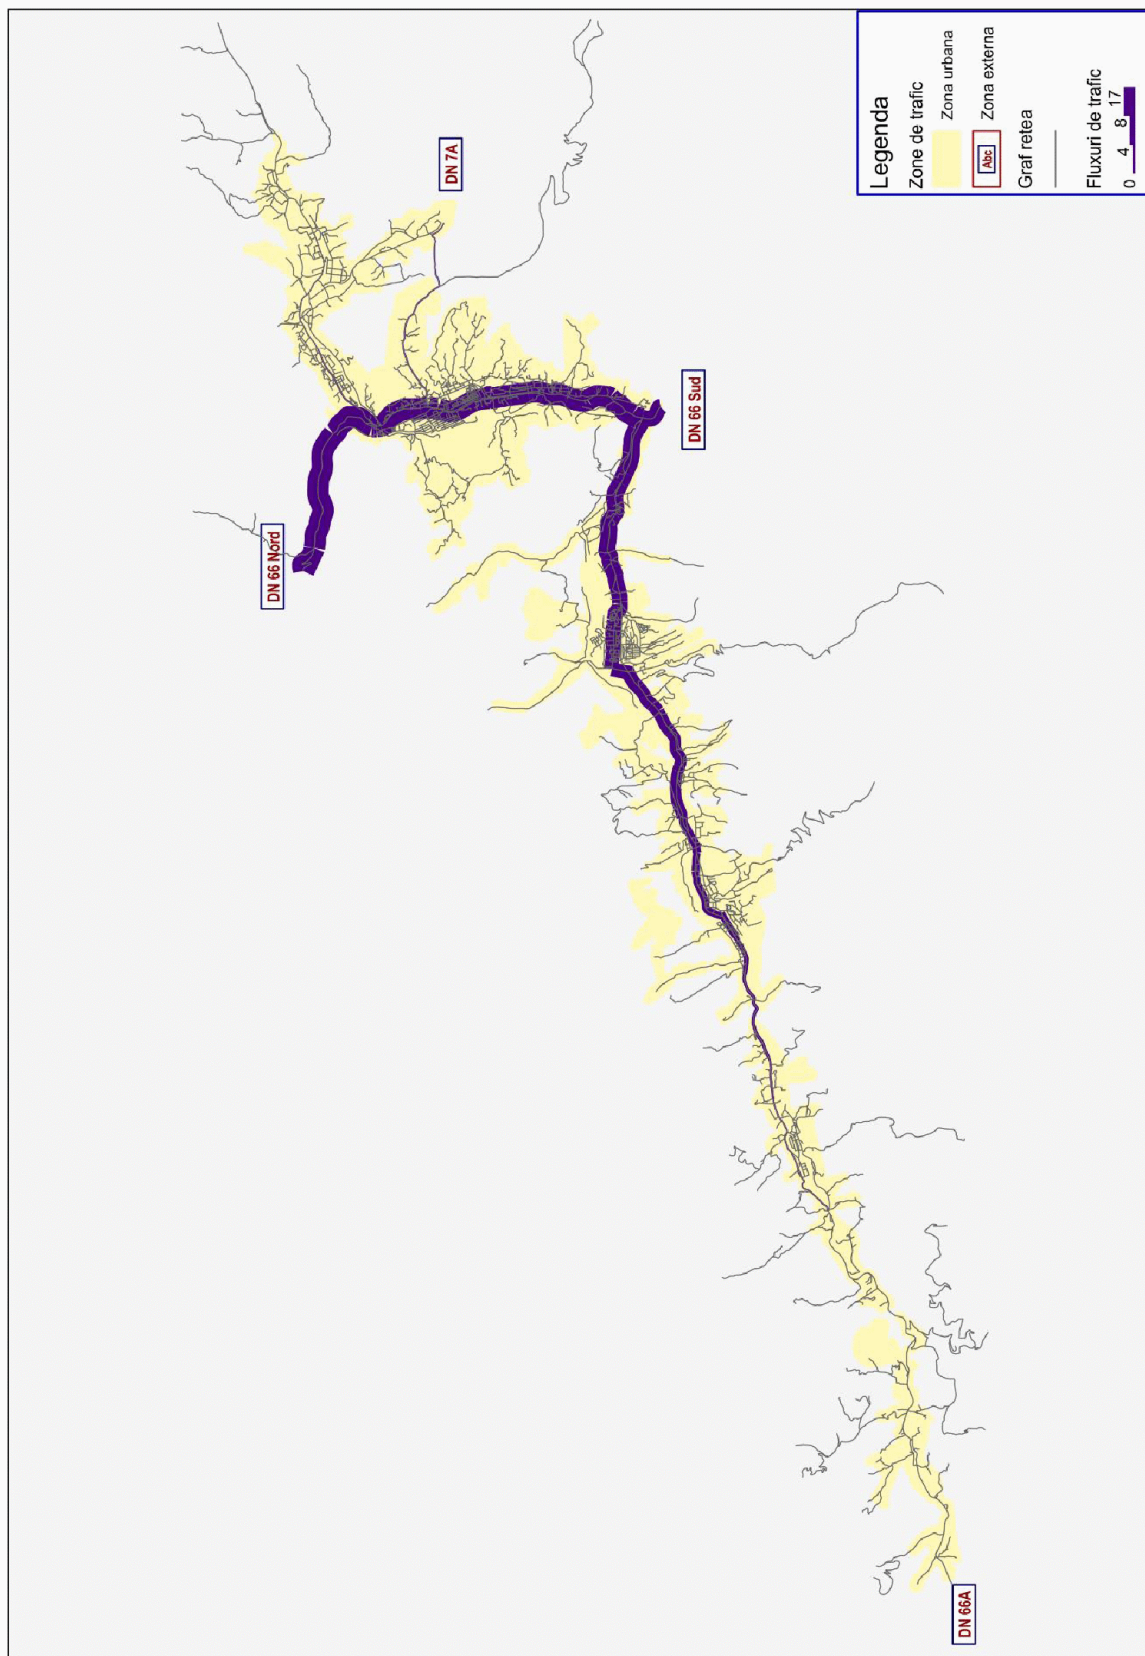 DN 66 Nord
DN 7A
DN 66 Sud
DN 66A
Legenda
Zone de trafic
Zona urbana
Abc
Zona externa
Graf retea
Fluxuri de trafic
0 4 8 17